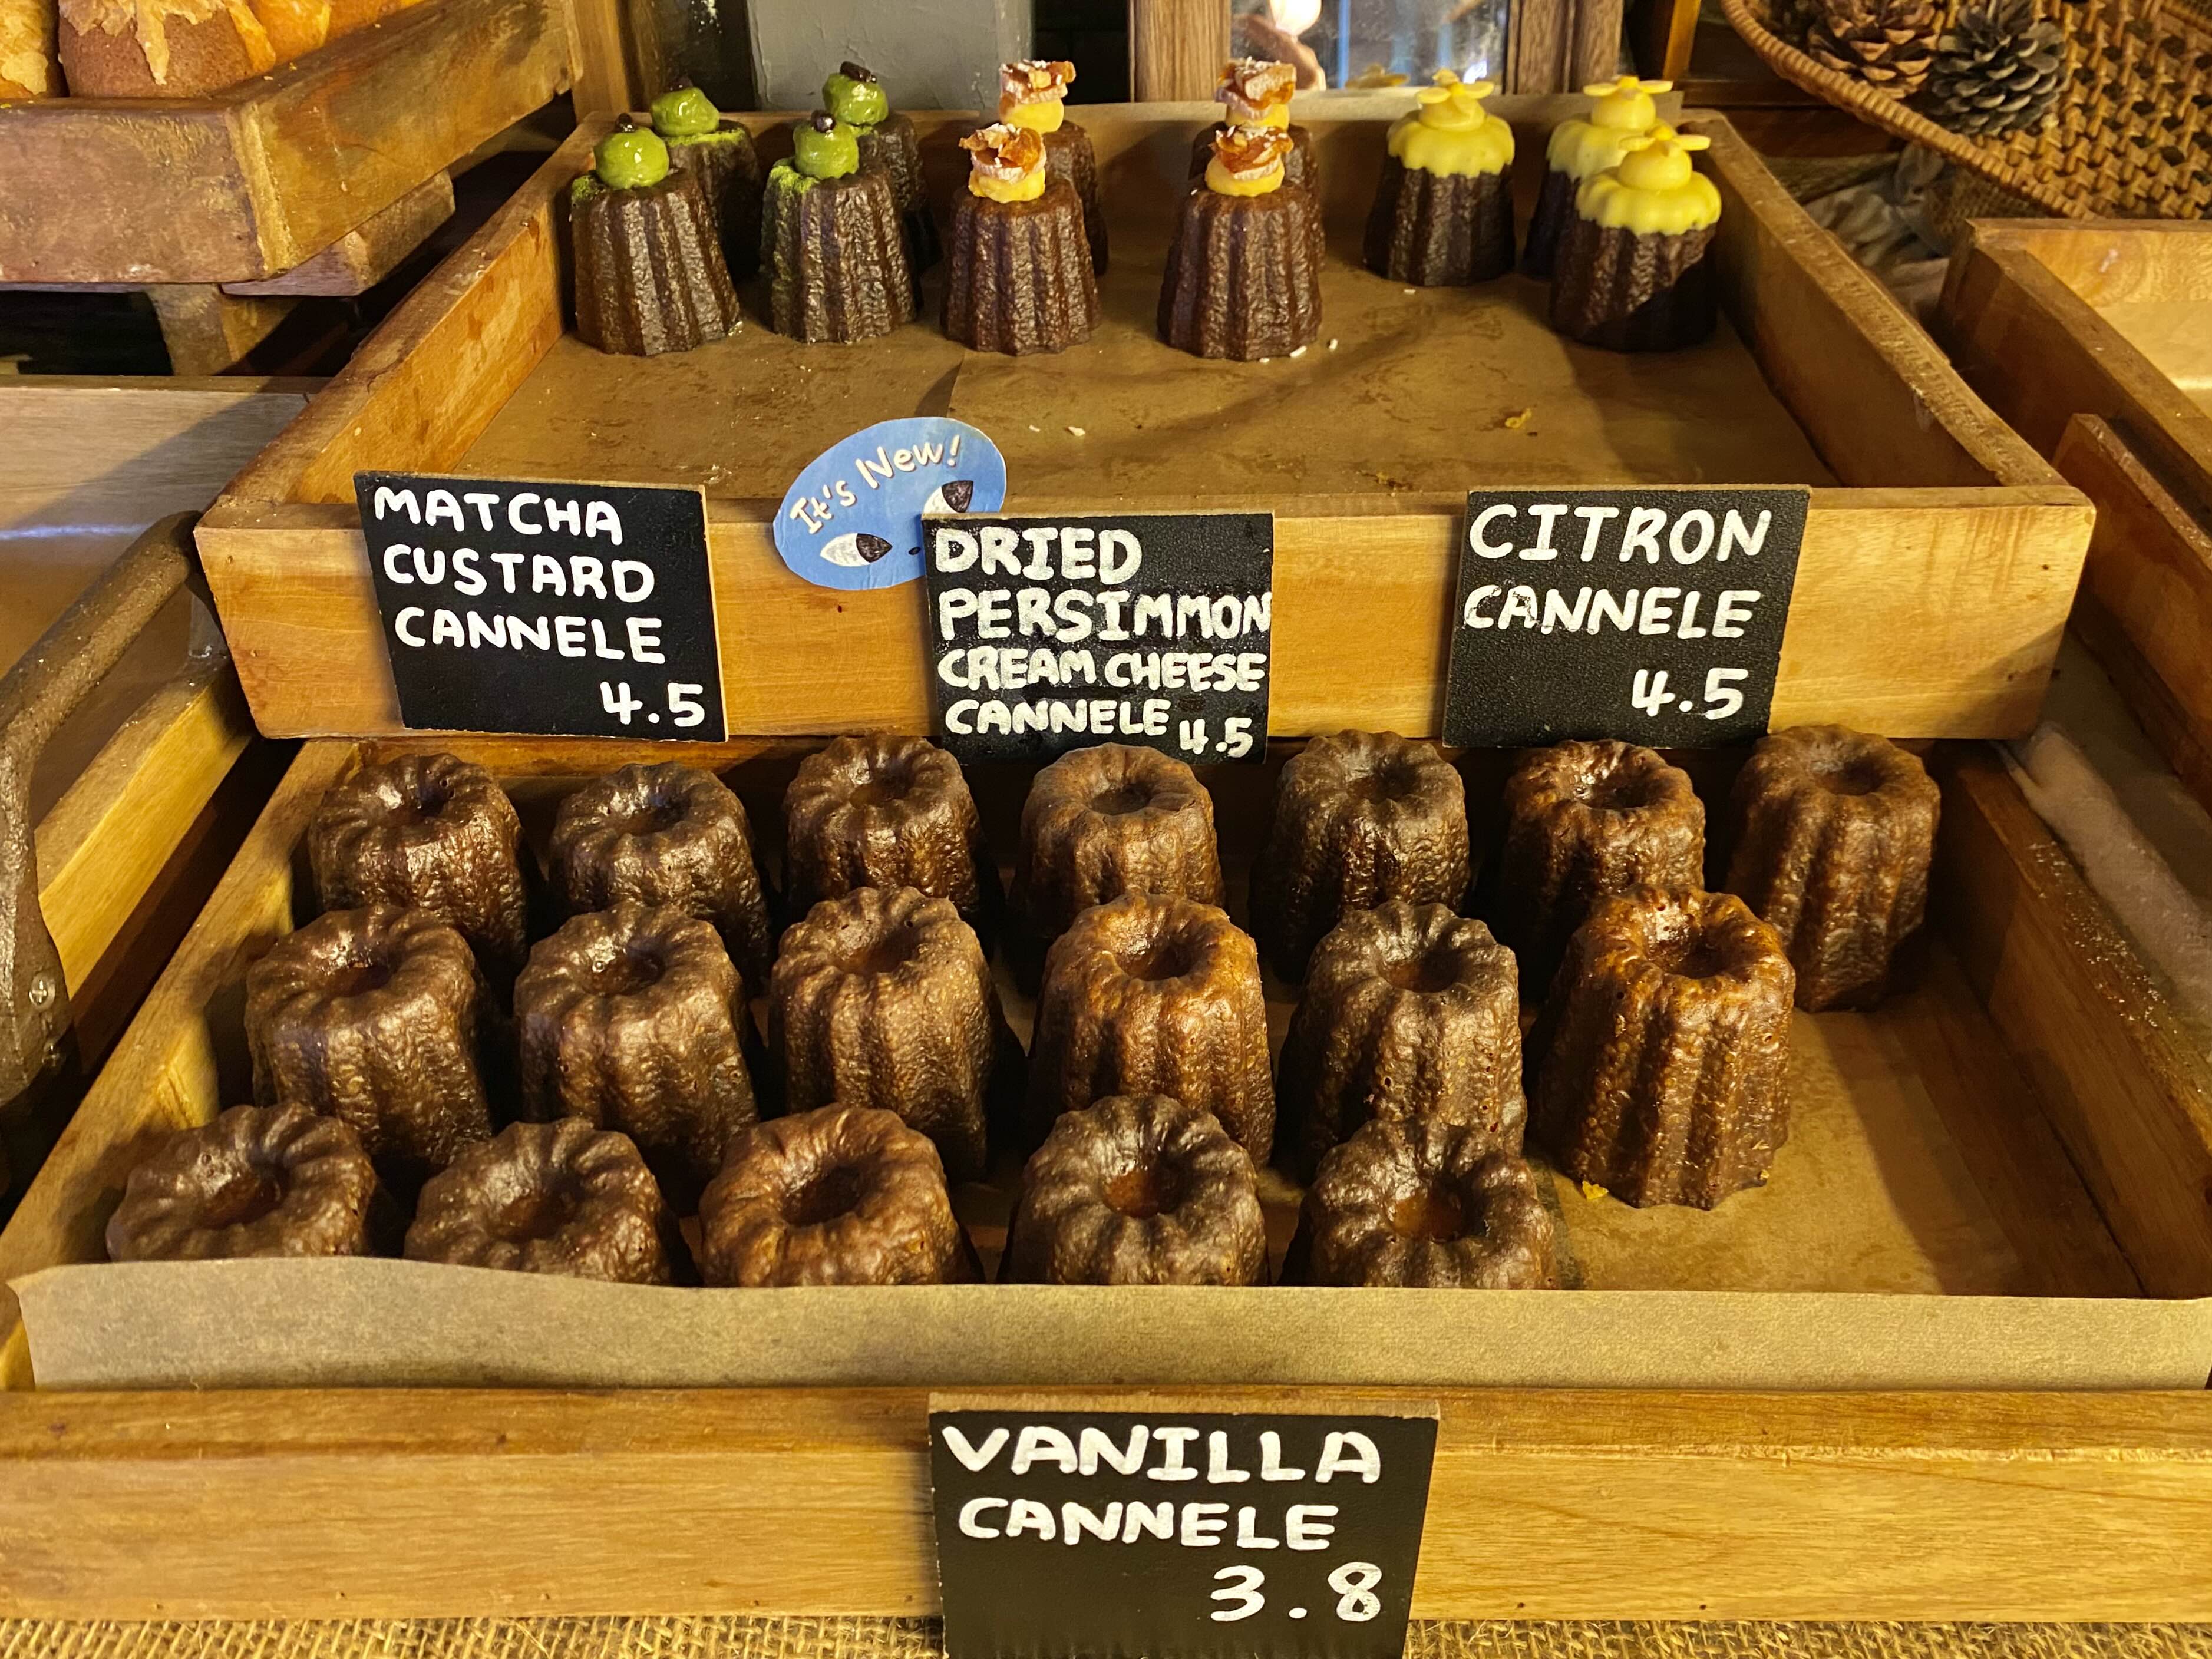 It's New!
MATCHA
CUSTARD
CANNELE
4.5
DRIED
PERSIMMON
CREAM CHEESE
CANNELE 4.5
CITRON
CANNELE
4.5
VANILLA
CANNELE
3.8